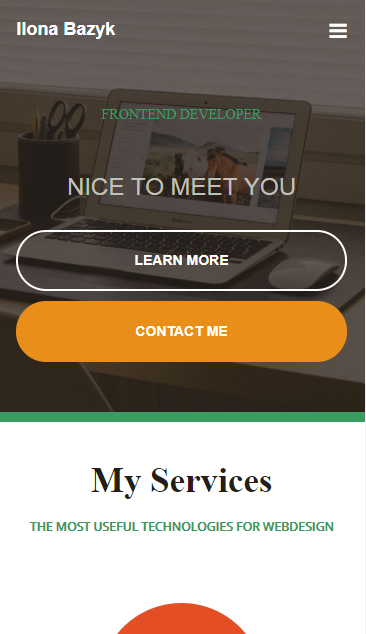 Ilona Bazyk
FRONTEND DEVELOPER
NICE TO MEET YOU
LEARN MORE
CONTACT ME
My Services
THE MOST USEFUL TECHNOLOGIES FOR WEBDESIGN